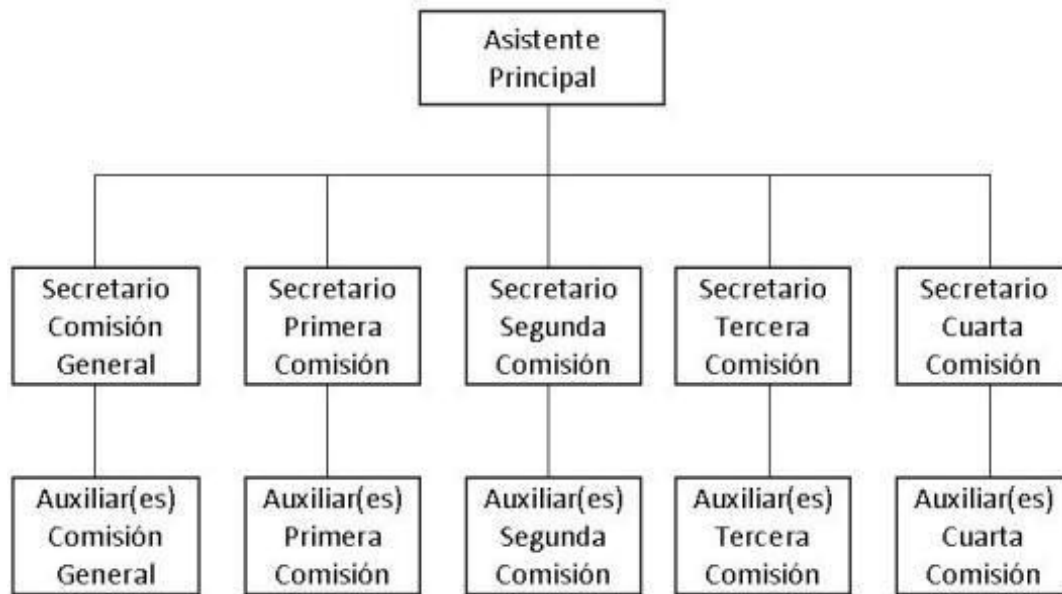 Asistente
Principal
Secretario
Comisión
General
Secretario
Primera
Comisión
Secretario
Segunda
Comisión
Secretario
Tercera
Comisión
Secretario
Cuarta
Comisión
Auxiliar(es)
Comisión
General
Auxiliar(es)
Primera
Comisión
Auxiliar(es)
Segunda
Comisión
Auxiliar(es)
Tercera
Comisión
Auxiliar(es)
Cuarta
Comisión